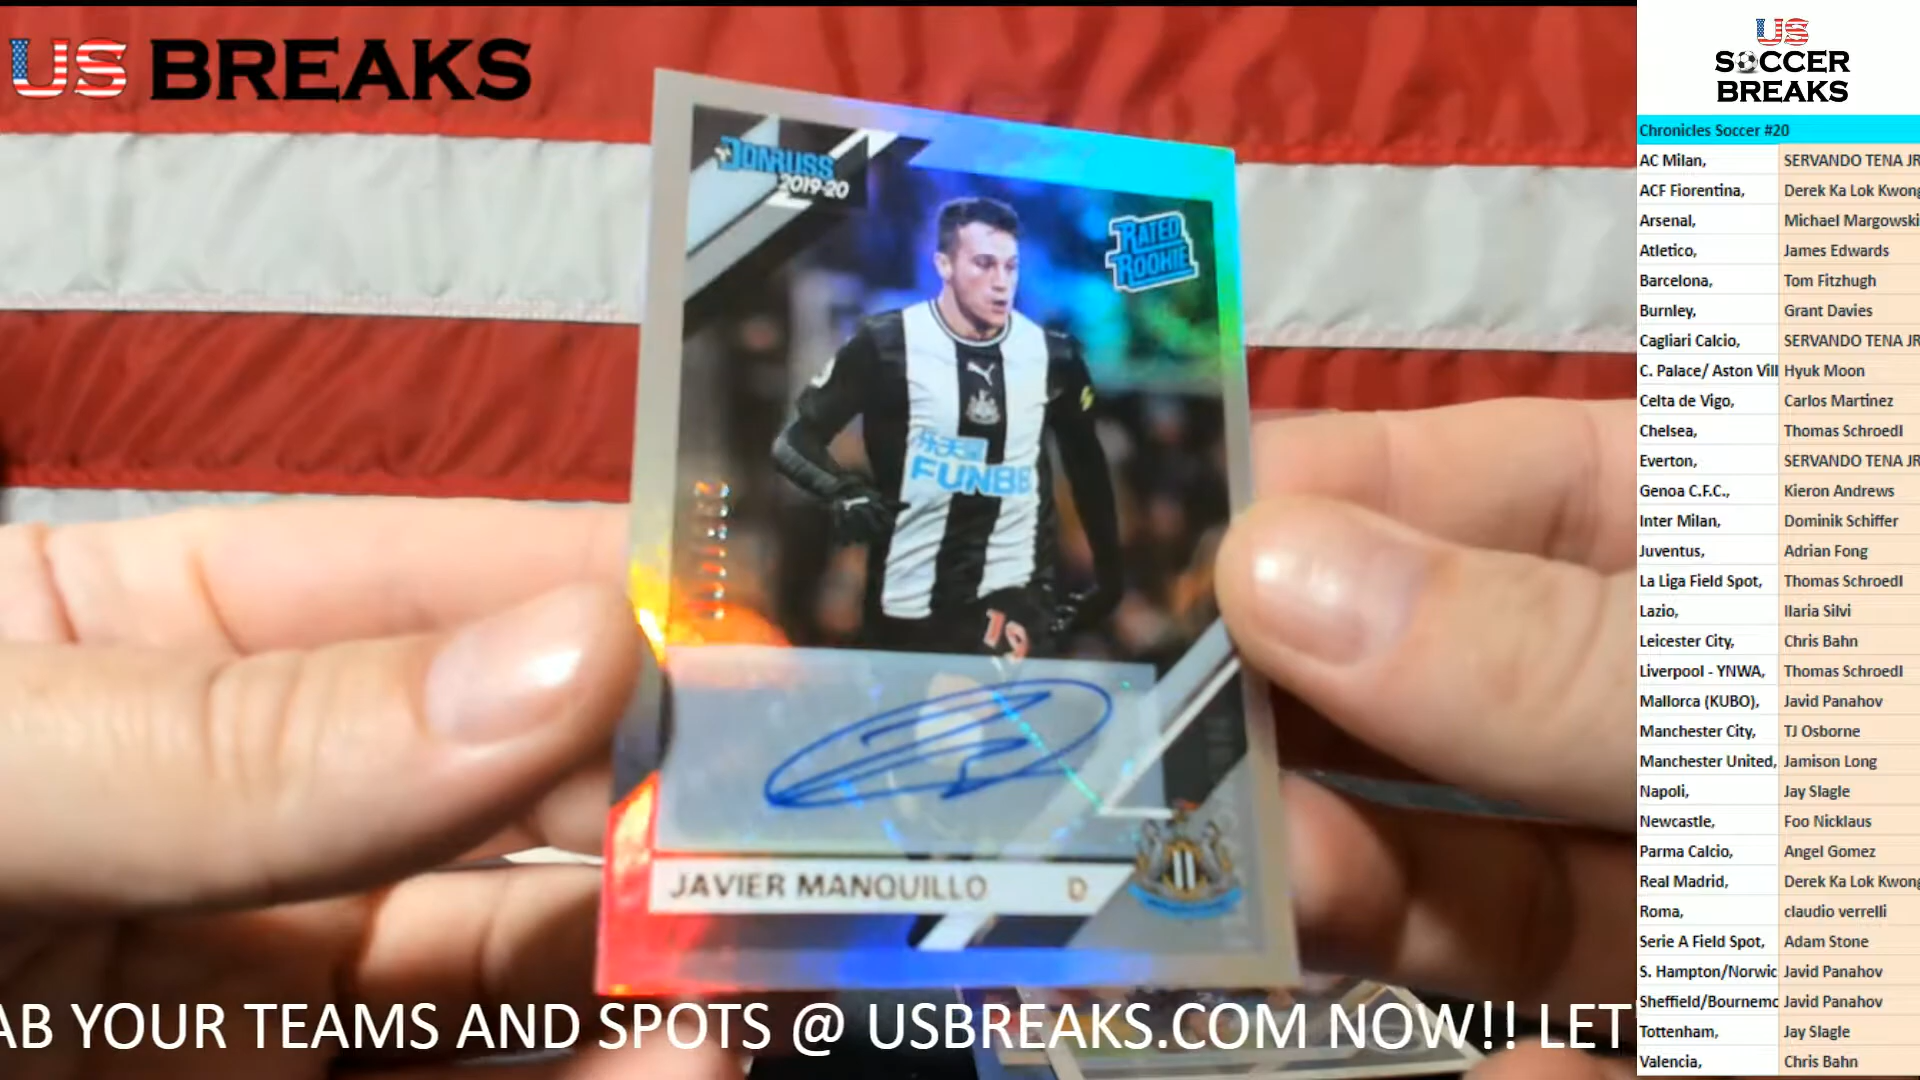 US BREAKS
DONRUSS
2019-20
RATED
ROOKIE
FUN88
19
JAVIER MANQUILLO D
AB YOUR TEAMS AND SPOTS @ USBREAKS.COM NOW!! LET'
US
SOCCER
BREAKS
Chronicles Soccer #20
AC Milan, SERVANDO TENA JR
ACF Fiorentina, Derek Ka Lok Kwong
Arsenal, Michael Margowski
Atletico, James Edwards
Barcelona, Tom Fitzhugh
Burnley, Grant Davies
Cagliari Calcio, SERVANDO TENA JR
C. Palace/ Aston Vill Hyuk Moon
Celta de Vigo, Carlos Martinez
Chelsea, Thomas Schroedl
Everton, SERVANDO TENA JR
Genoa C.F.C., Kieron Andrews
Inter Milan, Dominik Schiffer
Juventus, Adrian Fong
La Liga Field Spot, Thomas Schroedl
Lazio, Ilaria Silvi
Leicester City, Chris Bahn
Liverpool - YNWA, Thomas Schroedl
Mallorca (KUBO), Javid Panahov
Manchester City, TJ Osborne
Manchester United, Jamison Long
Napoli, Jay Slagle
Newcastle, Foo Nicklaus
Parma Calcio, Angel Gomez
Real Madrid, Derek Ka Lok Kwong
Roma, claudio verrelli
Serie A Field Spot, Adam Stone
S. Hampton/Norwic Javid Panahov
Sheffield/Bournemo Javid Panahov
Tottenham, Jay Slagle
Valencia, Chris Bahn